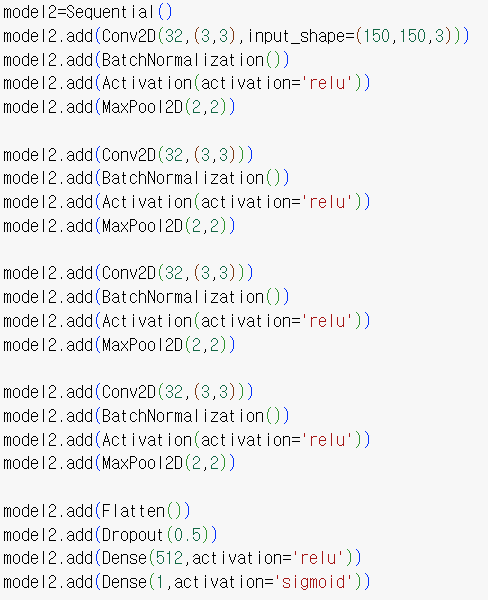 model2=Sequential()
model2.add(Conv2D(32,(3,3),input_shape=(150,150,3)))
model2.add(BatchNormalization())
model2.add(Activation(activation='relu'))
model2.add(MaxPool2D(2,2))

model2.add(Conv2D(32,(3,3)))
model2.add(BatchNormalization())
model2.add(Activation(activation='relu'))
model2.add(MaxPool2D(2,2))

model2.add(Conv2D(32,(3,3)))
model2.add(BatchNormalization())
model2.add(Activation(activation='relu'))
model2.add(MaxPool2D(2,2))

model2.add(Conv2D(32,(3,3)))
model2.add(BatchNormalization())
model2.add(Activation(activation='relu'))
model2.add(MaxPool2D(2,2))

model2.add(Flatten())
model2.add(Dropout(0.5))
model2.add(Dense(512,activation='relu'))
model2.add(Dense(1,activation='sigmoid'))